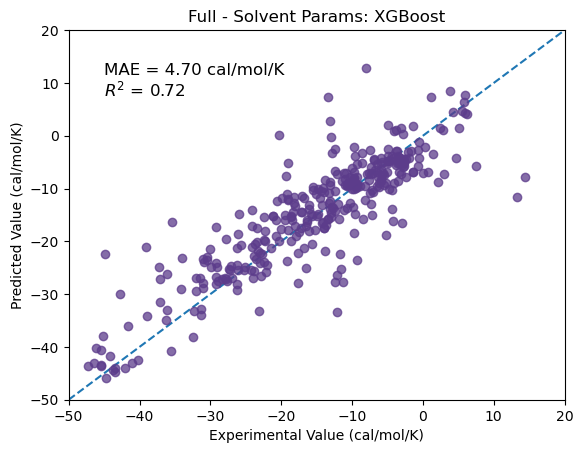 Full - Solvent Params: XGBoost
MAE = 4.70 cal/mol/K
R² = 0.72
Predicted Value (cal/mol/K)
20
10
0
−10
−20
−30
−40
−50
−50 −40 −30 −20 −10 0 10 20
Experimental Value (cal/mol/K)